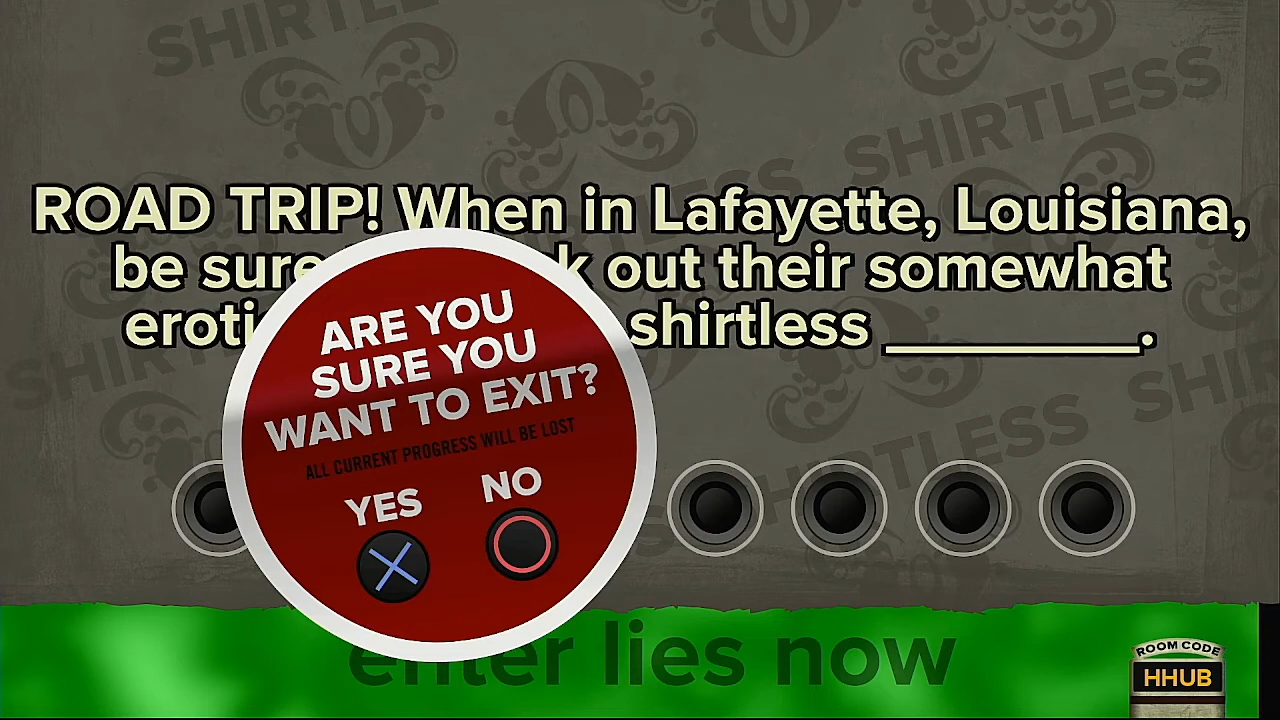 SHIRTLESS
SHIRTLESS
ROAD TRIP! When in Lafayette, Louisiana,
be sure k out their somewhat
eroti shirtless ________.
ARE YOU
SURE YOU
WANT TO EXIT?
ALL CURRENT PROGRESS WILL BE LOST
YES NO
SHIRTLESS
enter lies now
ROOM CODE
HHUB